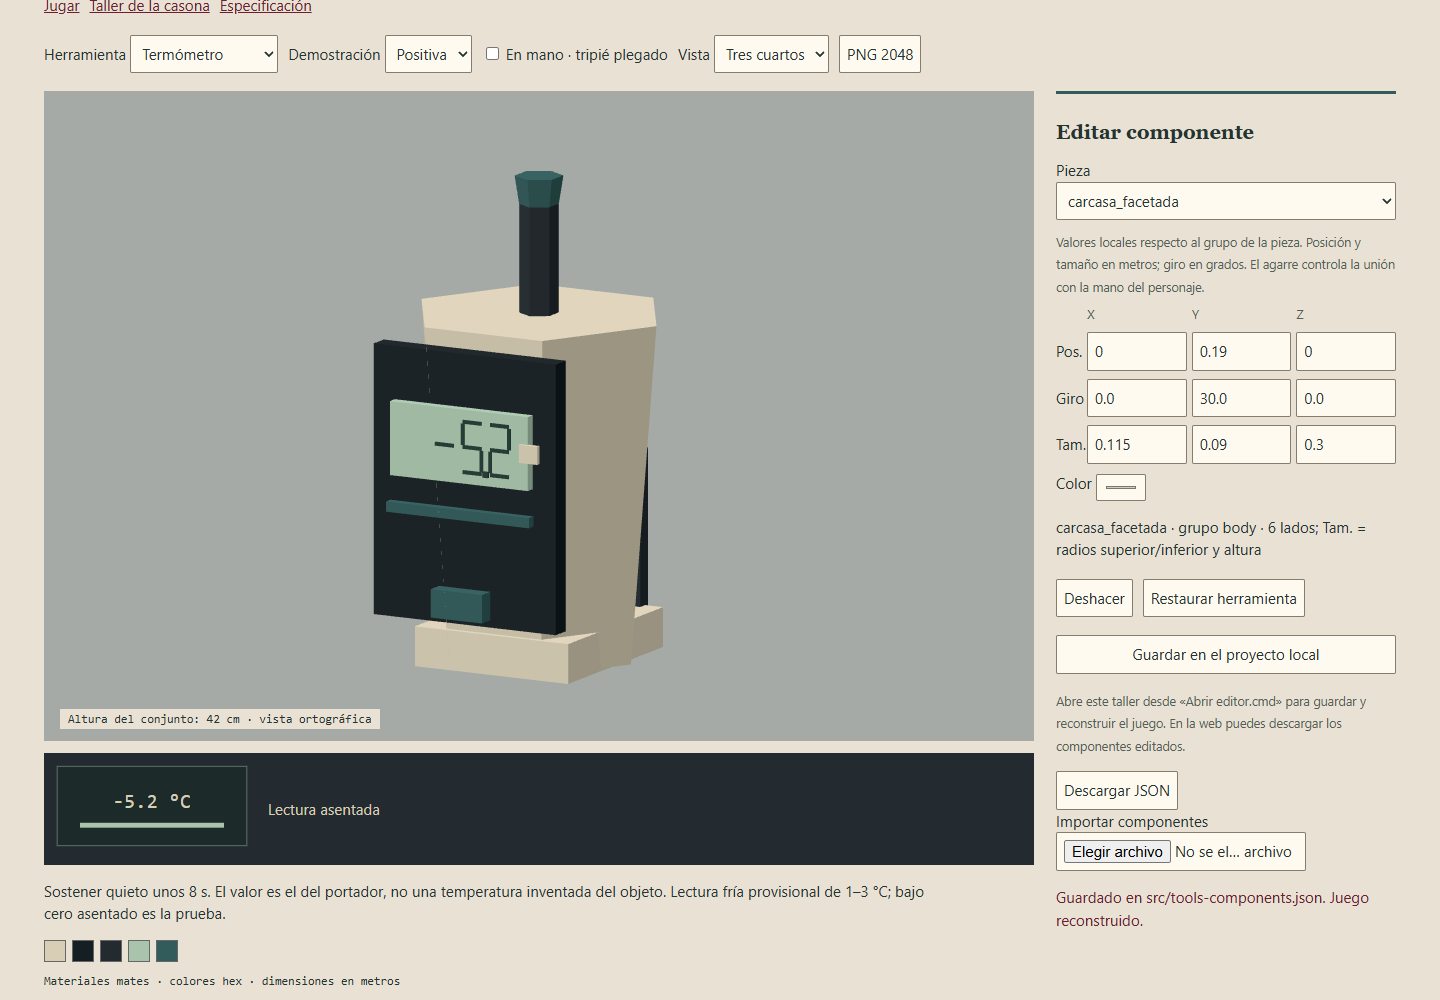 Jugar Taller de la casona Especificación
Herramienta Termómetro Demostración Positiva En mano · tripié plegado Vista Tres cuartos PNG 2048
-5.2
Altura del conjunto: 42 cm · vista ortográfica
-5.2 °C Lectura asentada
Sostener quieto unos 8 s. El valor es el del portador, no una temperatura inventada del objeto. Lectura fría provisional de 1–3 °C; bajo
cero asentado es la prueba.
Materiales mates · colores hex · dimensiones en metros
Editar componente
Pieza
carcasa_facetada
Valores locales respecto al grupo de la pieza. Posición y
tamaño en metros; giro en grados. El agarre controla la unión
con la mano del personaje.
X Y Z
Pos. 0 0.19 0
Giro 0.0 30.0 0.0
Tam. 0.115 0.09 0.3
Color
carcasa_facetada · grupo body · 6 lados; Tam. =
radios superior/inferior y altura
Deshacer Restaurar herramienta
Guardar en el proyecto local
Abre este taller desde «Abrir editor.cmd» para guardar y
reconstruir el juego. En la web puedes descargar los
componentes editados.
Descargar JSON
Importar componentes
Elegir archivo No se el... archivo
Guardado en src/tools-components.json. Juego
reconstruido.